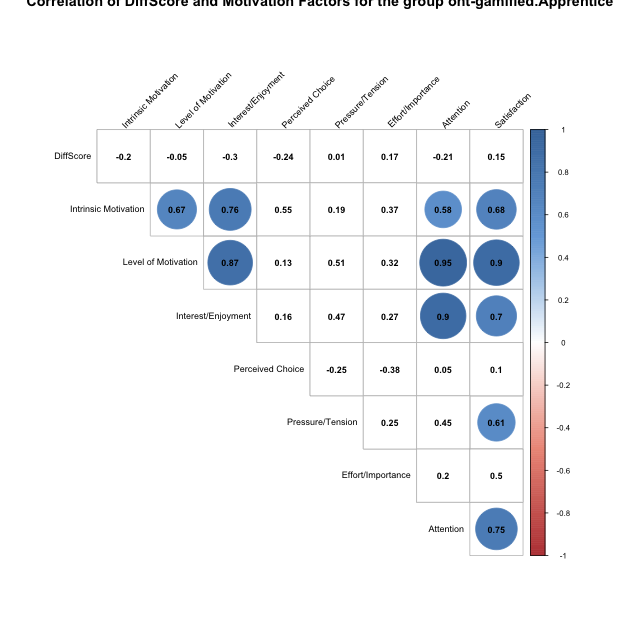 Correlation of DiffScore and Motivation Factors for the group ont-gamified.Apprentice
Intrinsic Motivation
Level of Motivation
Interest/Enjoyment
Perceived Choice
Pressure/Tension
Effort/Importance
Attention
Satisfaction
DiffScore -0.2 -0.05 -0.3 -0.24 0.01 0.17 -0.21 0.15
Intrinsic Motivation 0.67 0.76 0.55 0.19 0.37 0.58 0.68
Level of Motivation 0.87 0.13 0.51 0.32 0.95 0.9
Interest/Enjoyment 0.16 0.47 0.27 0.9 0.7
Perceived Choice -0.25 -0.38 0.05 0.1
Pressure/Tension 0.25 0.45 0.61
Effort/Importance 0.2 0.5
Attention 0.75
1
0.8
0.6
0.4
0.2
0
-0.2
-0.4
-0.6
-0.8
-1